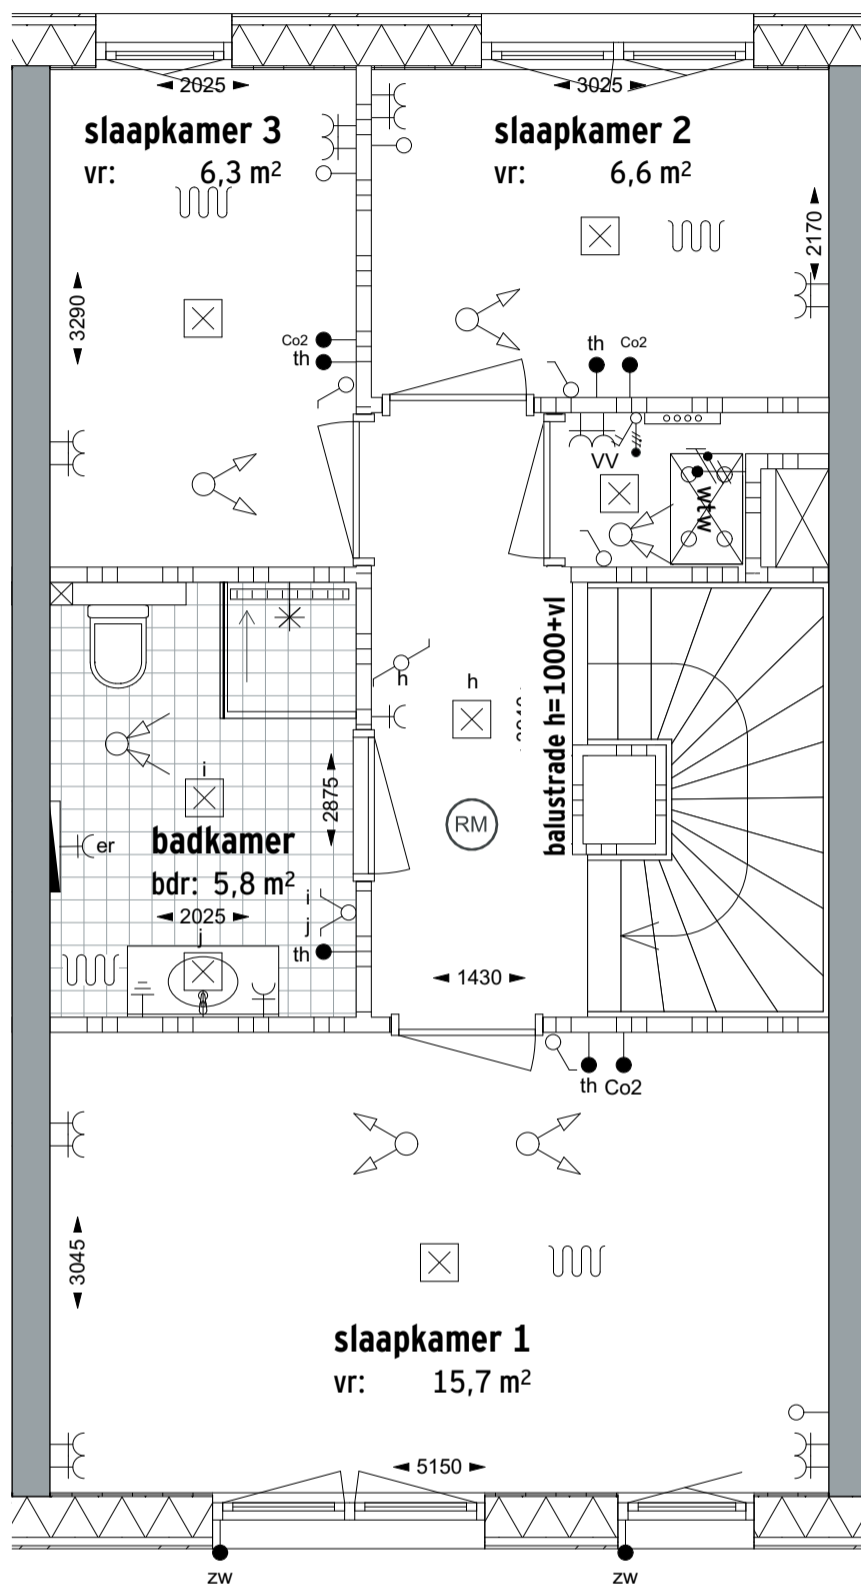 2025
3025
slaapkamer 3
vr: 6,3 m²
slaapkamer 2
vr: 6,6 m²
2170
3290
Co2
th
th
Co2
VV
wtw
h
h
balustrade h=1000+vl
i
2875
RM
er
badkamer
bdr: 5,8 m²
2025
i
j
j
th
1430
th
Co2
3045
slaapkamer 1
vr: 15,7 m²
5150
zw
zw